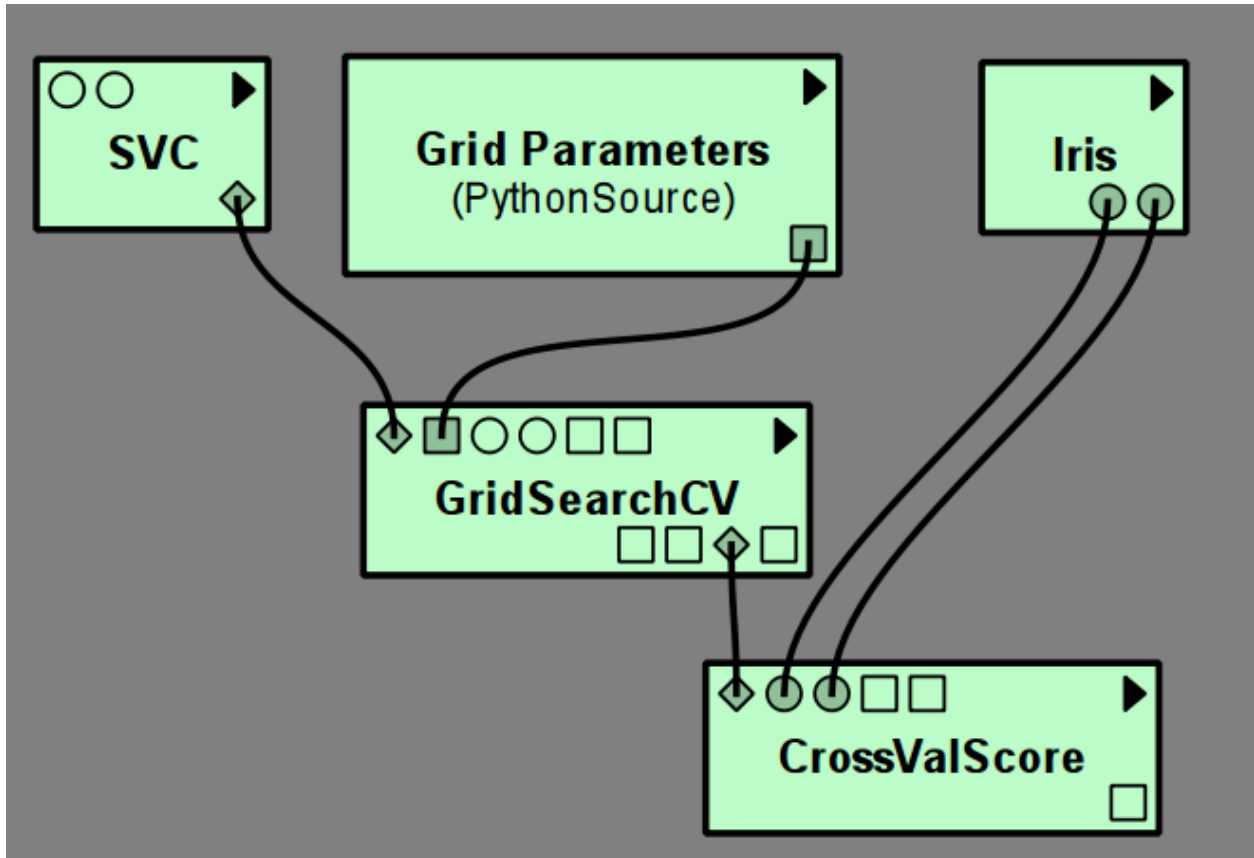 SVC
Grid Parameters
(PythonSource)
Iris
GridSearchCV
CrossValScore